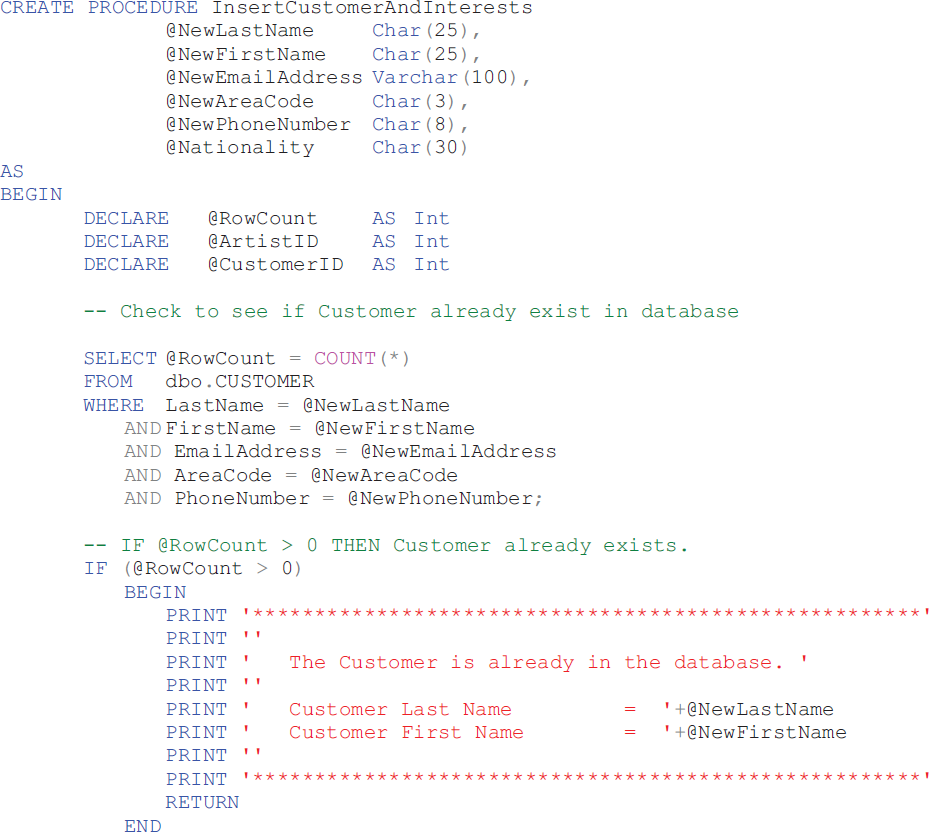 CREATE PROCEDURE InsertCustomerAndInterests
@NewLastName Char(25),
@NewFirstName Char(25),
@NewEmailAddress Varchar(100),
@NewAreaCode Char(3),
@NewPhoneNumber Char(8),
@Nationality Char(30)
AS
BEGIN
DECLARE @RowCount AS Int
DECLARE @ArtistID AS Int
DECLARE @CustomerID AS Int
-- Check to see if Customer already exist in database
SELECT @RowCount = COUNT(*)
FROM dbo.CUSTOMER
WHERE LastName = @NewLastName
AND FirstName = @NewFirstName
AND EmailAddress = @NewEmailAddress
AND AreaCode = @NewAreaCode
AND PhoneNumber = @NewPhoneNumber;
-- IF @RowCount > 0 THEN Customer already exists.
IF (@RowCount > 0)
BEGIN
PRINT '******************************************************'
PRINT ''
PRINT ' The Customer is already in the database. '
PRINT ''
PRINT ' Customer Last Name = '+@NewLastName
PRINT ' Customer First Name = '+@NewFirstName
PRINT ''
PRINT '******************************************************'
RETURN
END